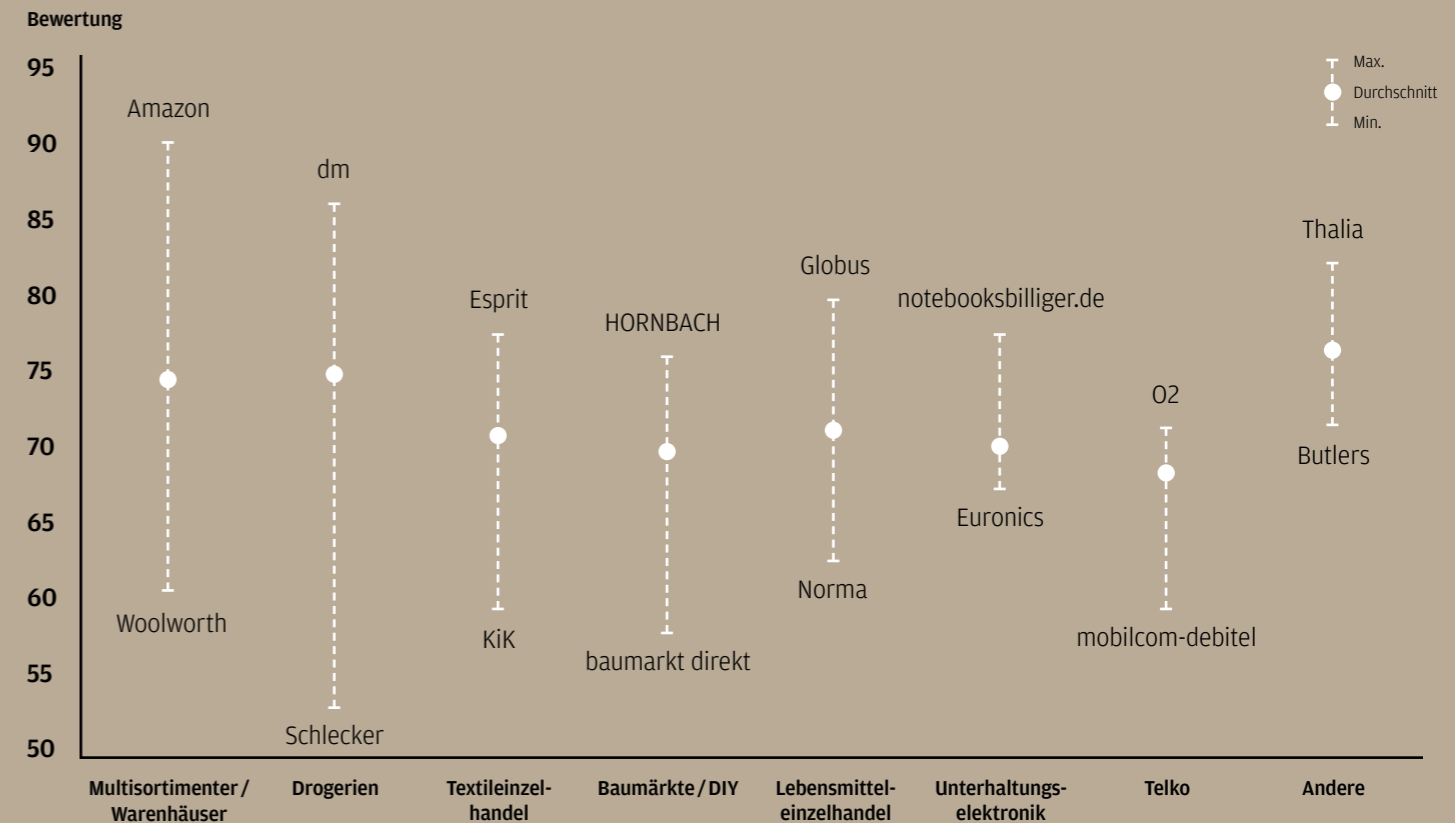 Bewertung
95
90
85
80
75
70
65
60
55
50
Max.
Durchschnitt
Min.
Amazon
Woolworth
dm
Schlecker
Esprit
KiK
HORNBACH
baumarkt direkt
Globus
Norma
notebooksbilliger.de
Euronics
O2
mobilcom-debitel
Thalia
Butlers
Multisortimenter /
Warenhäuser
Drogerien
Textileinzel-
handel
Baumärkte / DIY
Lebensmittel-
einzelhandel
Unterhaltungs-
elektronik
Telko
Andere